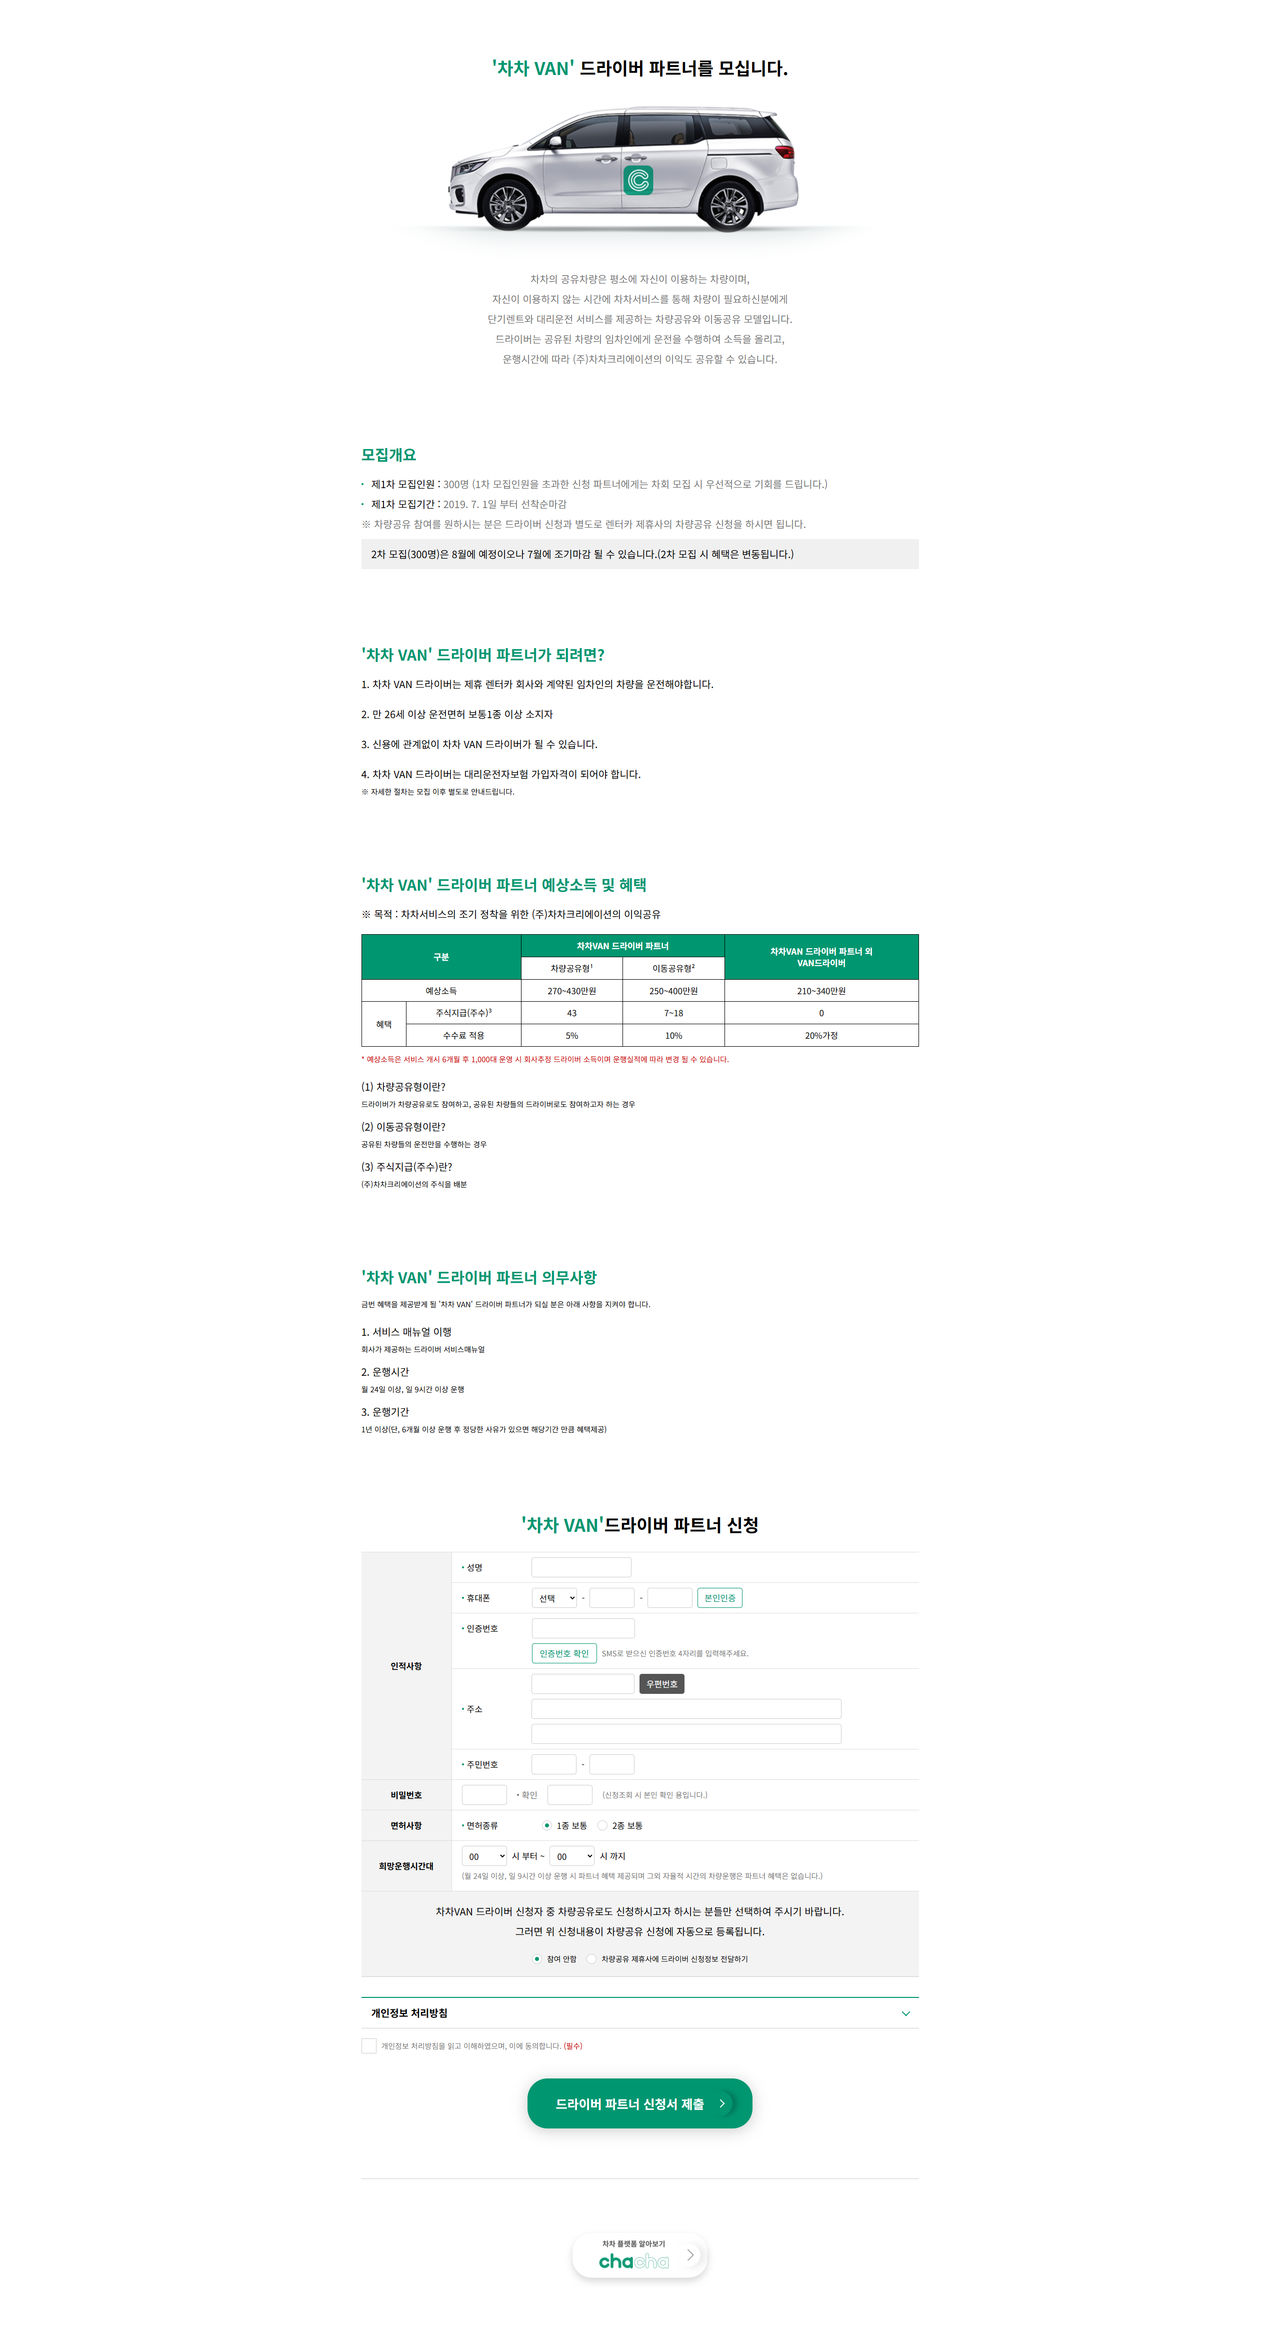 '차차 VAN' 드라이버 파트너를 모십니다.
차차의 공유차량은 평소에 자신이 이용하는 차량이며,
자신이 이용하지 않는 시간에 차차서비스를 통해 차량이 필요하신분에게
단기렌트와 대리운전 서비스를 제공하는 차량공유와 이동공유 모델입니다.
드라이버는 공유된 차량의 임차인에게 운전을 수행하여 소득을 올리고,
운행시간에 따라 (주)차차크리에이션의 이익도 공유할 수 있습니다.
모집개요
• 제1차 모집인원 : 300명 (1차 모집인원을 초과한 신청 파트너에게는 차회 모집 시 우선적으로 기회를 드립니다.)
• 제1차 모집기간 : 2019. 7. 1일 부터 선착순마감
※ 차량공유 참여를 원하시는 분은 드라이버 신청과 별도로 렌터카 제휴사의 차량공유 신청을 하시면 됩니다.
2차 모집(300명)은 8월에 예정이오나 7월에 조기마감 될 수 있습니다.(2차 모집 시 혜택은 변동됩니다.)
'차차 VAN' 드라이버 파트너가 되려면?
1. 차차 VAN 드라이버는 제휴 렌터카 회사와 계약된 임차인의 차량을 운전해야합니다.
2. 만 26세 이상 운전면허 보통1종 이상 소지자
3. 신용에 관계없이 차차 VAN 드라이버가 될 수 있습니다.
4. 차차 VAN 드라이버는 대리운전자보험 가입자격이 되어야 합니다.
※ 자세한 절차는 모집 이후 별도로 안내드립니다.
'차차 VAN' 드라이버 파트너 예상소득 및 혜택
※ 목적 : 차차서비스의 조기 정착을 위한 (주)차차크리에이션의 이익공유
구분 차차VAN 드라이버 파트너 차차VAN 드라이버 파트너 외
VAN드라이버
차량공유형¹ 이동공유형²
예상소득 270~430만원 250~400만원 210~340만원
혜택 주식지급(주수)³ 43 7~18 0
수수료 적용 5% 10% 20%가정
* 예상소득은 서비스 개시 6개월 후 1,000대 운영 시 회사추정 드라이버 소득이며 운행실적에 따라 변경 될 수 있습니다.
(1) 차량공유형이란?
드라이버가 차량공유로도 참여하고, 공유된 차량들의 드라이버로도 참여하고자 하는 경우
(2) 이동공유형이란?
공유된 차량들의 운전만을 수행하는 경우
(3) 주식지급(주수)란?
(주)차차크리에이션의 주식을 배분
'차차 VAN' 드라이버 파트너 의무사항
금번 혜택을 제공받게 될 '차차 VAN' 드라이버 파트너가 되실 분은 아래 사항을 지켜야 합니다.
1. 서비스 매뉴얼 이행
회사가 제공하는 드라이버 서비스매뉴얼
2. 운행시간
월 24일 이상, 일 9시간 이상 운행
3. 운행기간
1년 이상(단, 6개월 이상 운행 후 정당한 사유가 있으면 해당기간 만큼 혜택제공)
'차차 VAN'드라이버 파트너 신청
인적사항
• 성명
• 휴대폰 선택 - - 본인인증
• 인증번호
인증번호 확인 SMS로 받으신 인증번호 4자리를 입력해주세요.
우편번호
• 주소
• 주민번호 -
비밀번호 • 확인 (신청조회 시 본인 확인 용입니다.)
면허사항 • 면허종류 1종 보통 2종 보통
희망운행시간대 00 시 부터 ~ 00 시 까지
(월 24일 이상, 일 9시간 이상 운행 시 파트너 혜택 제공되며 그외 자율적 시간의 차량운행은 파트너 혜택은 없습니다.)
차차VAN 드라이버 신청자 중 차량공유로도 신청하시고자 하시는 분들만 선택하여 주시기 바랍니다.
그러면 위 신청내용이 차량공유 신청에 자동으로 등록됩니다.
참여 안함 차량공유 제휴사에 드라이버 신청정보 전달하기
개인정보 처리방침
개인정보 처리방침을 읽고 이해하였으며, 이에 동의합니다. (필수)
드라이버 파트너 신청서 제출
차차 플랫폼 알아보기
chacha